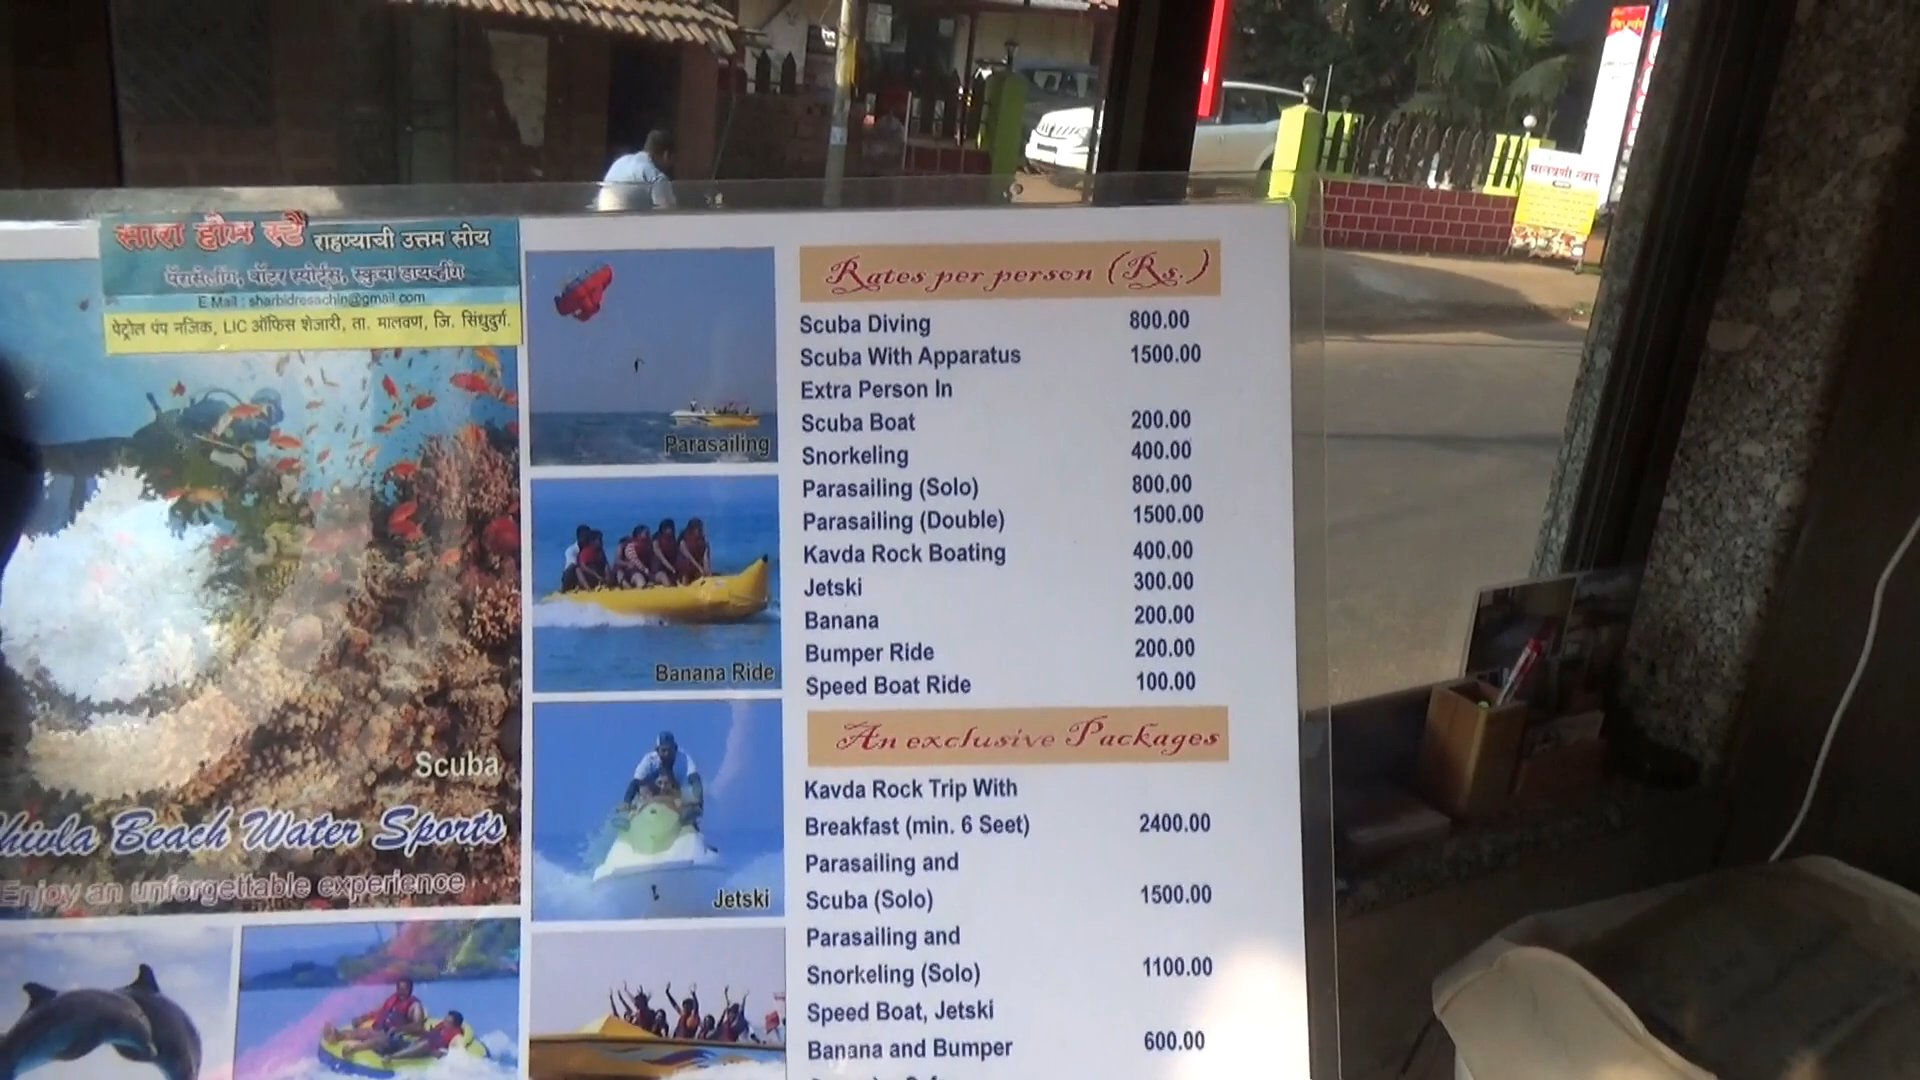 सारा होम स्टे राहण्याची उत्तम सोय
पॅरासेलींग, वॉटर स्पोर्ट्स, स्कुबा डायव्हींग
E Mail : sharbidresachin@gmail.com
पेट्रोल पंप नजिक, LIC ऑफिस शेजारी, ता. मालवण, जि. सिंधुदुर्ग.
Scuba
hivla Beach Water Sports
Enjoy an unforgettable experience
Parasailing
Banana Ride
Jetski
Rates per person (Rs.)
Scuba Diving 800.00
Scuba With Apparatus 1500.00
Extra Person In
Scuba Boat 200.00
Snorkeling 400.00
Parasailing (Solo) 800.00
Parasailing (Double) 1500.00
Kavda Rock Boating 400.00
Jetski 300.00
Banana 200.00
Bumper Ride 200.00
Speed Boat Ride 100.00
An exclusive Packages
Kavda Rock Trip With
Breakfast (min. 6 Seet) 2400.00
Parasailing and
Scuba (Solo) 1500.00
Parasailing and
Snorkeling (Solo) 1100.00
Speed Boat, Jetski
Banana and Bumper 600.00
मालवणी स्वाद